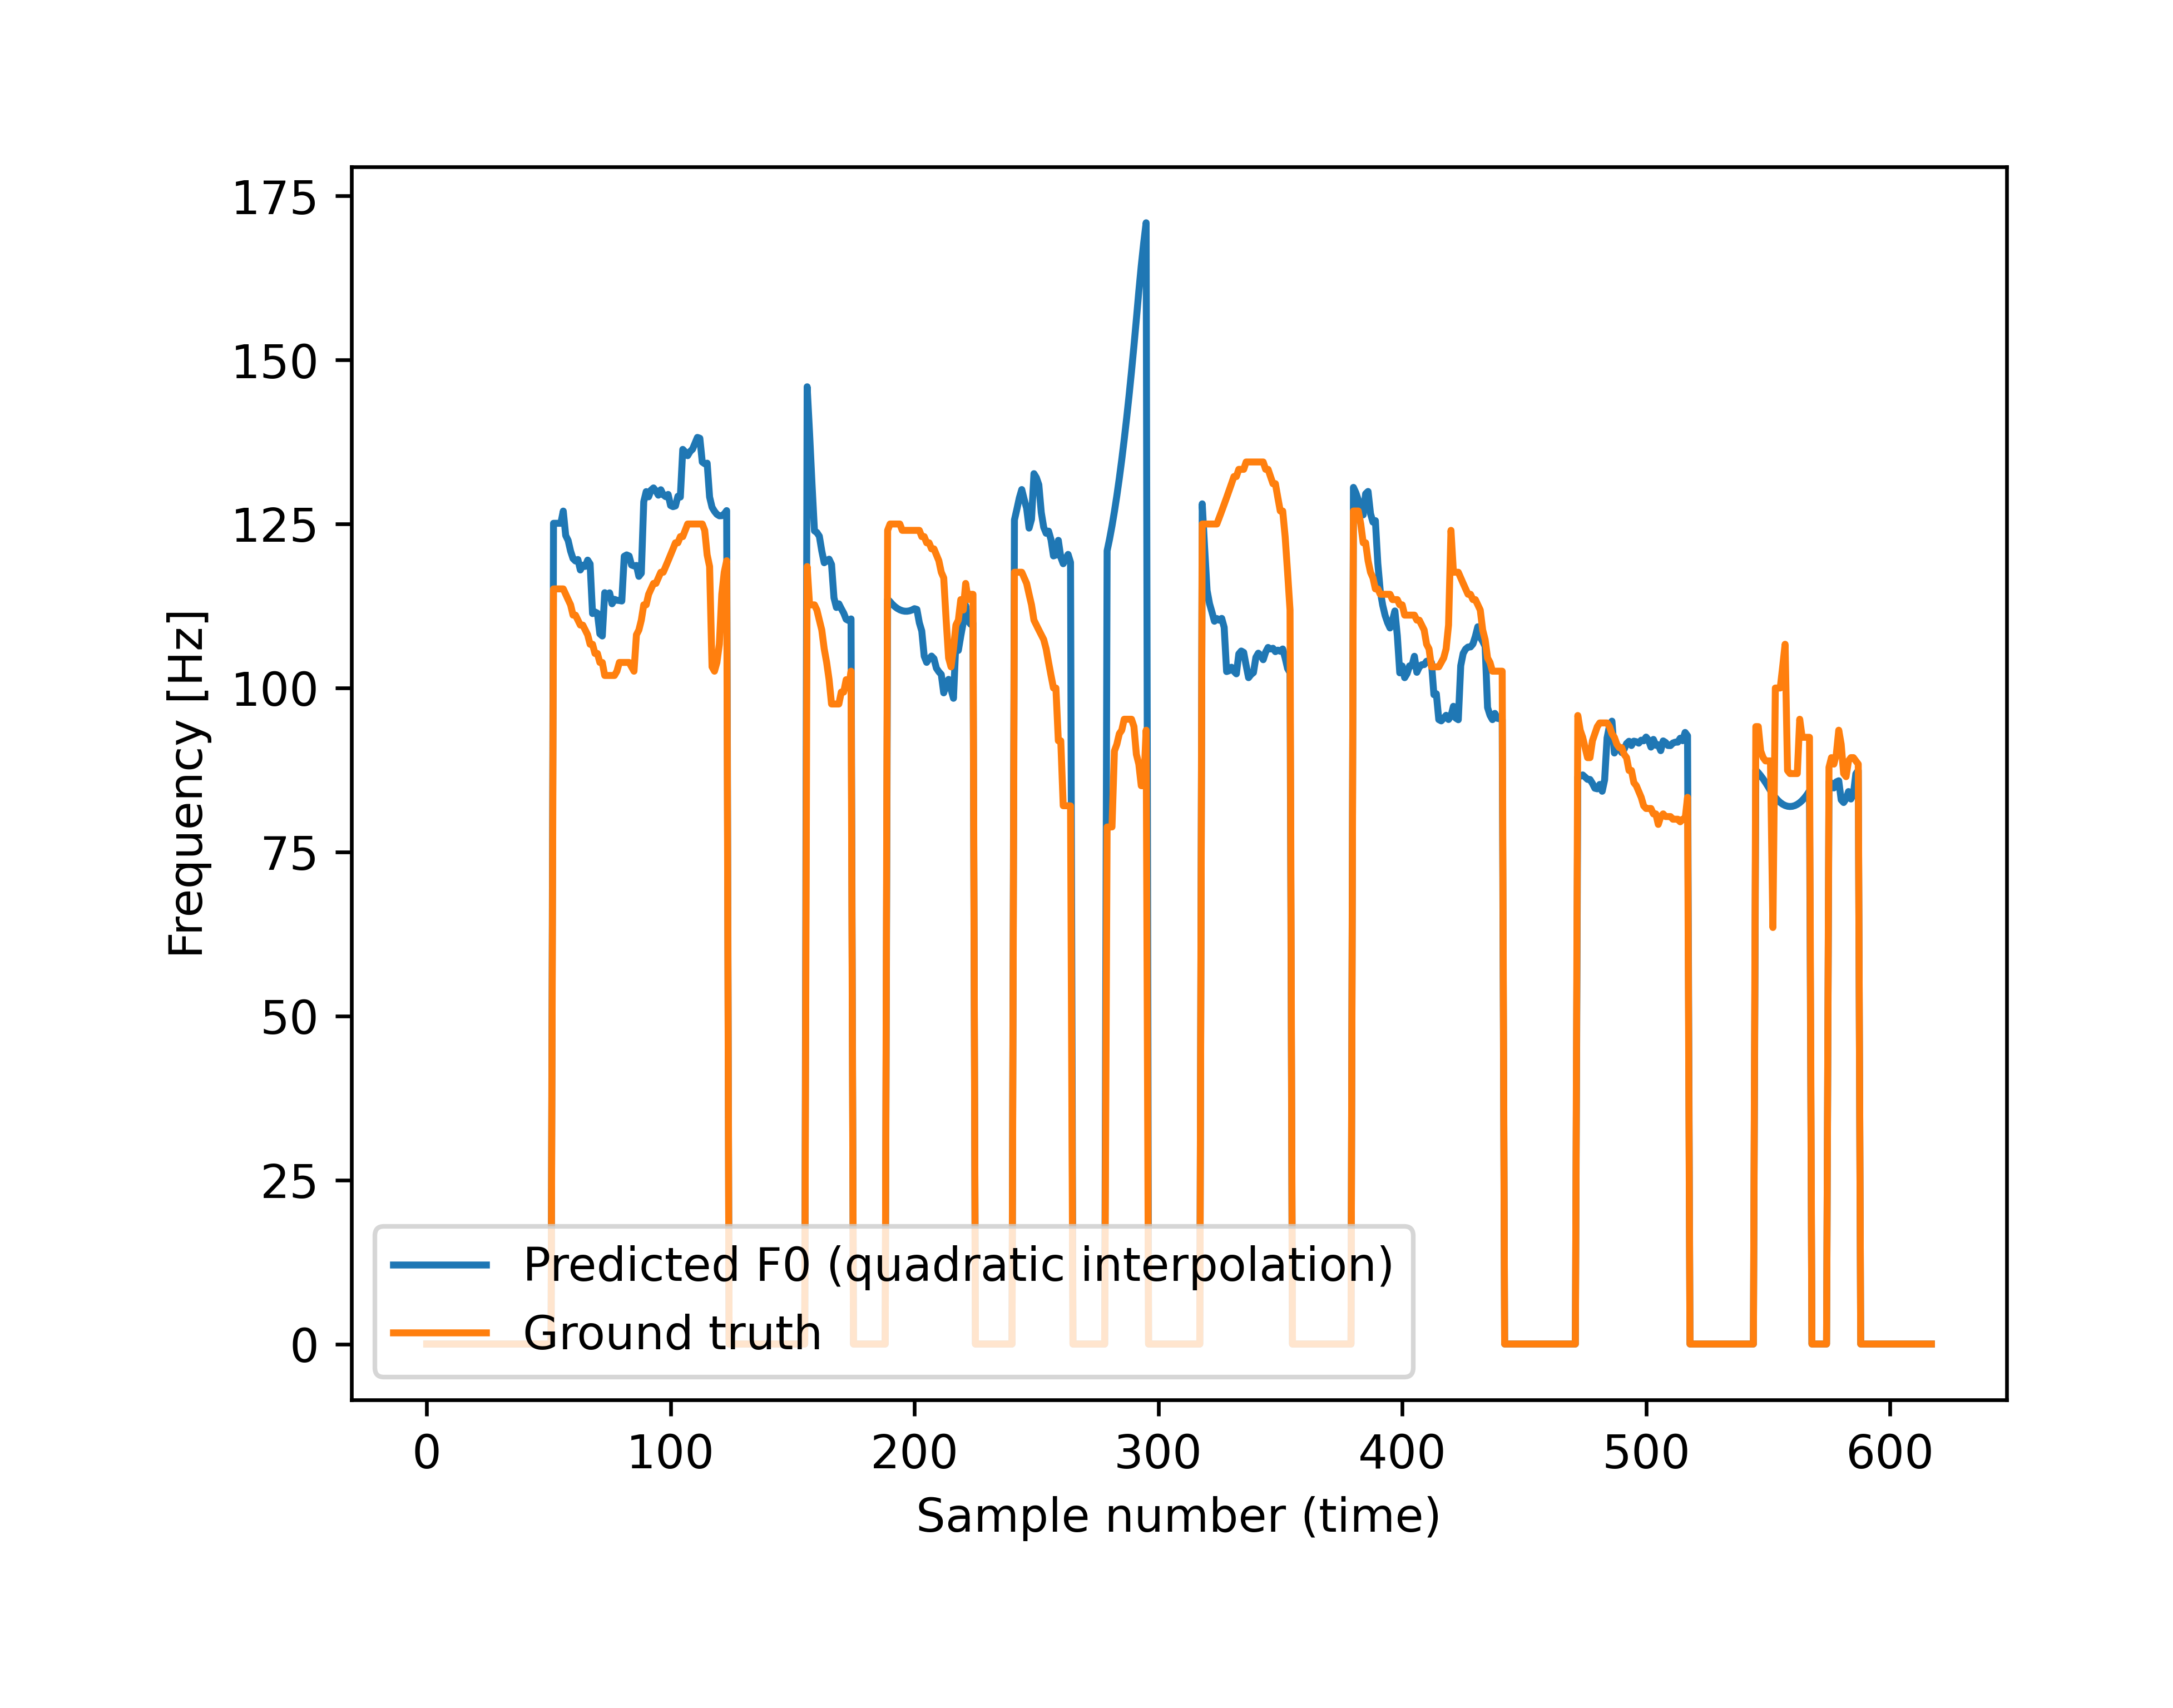 175
150
125
100
75
50
25
0
Frequency [Hz]
Predicted F0 (quadratic interpolation)
Ground truth
0 100 200 300 400 500 600
Sample number (time)